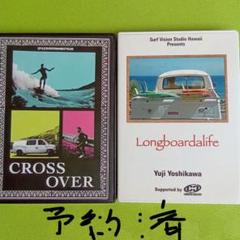 CROSS
OVER
Surf Vision Studio Hawaii
Presents
Longboardalife
Yuji Yoshikawa
Supported by
予約:済